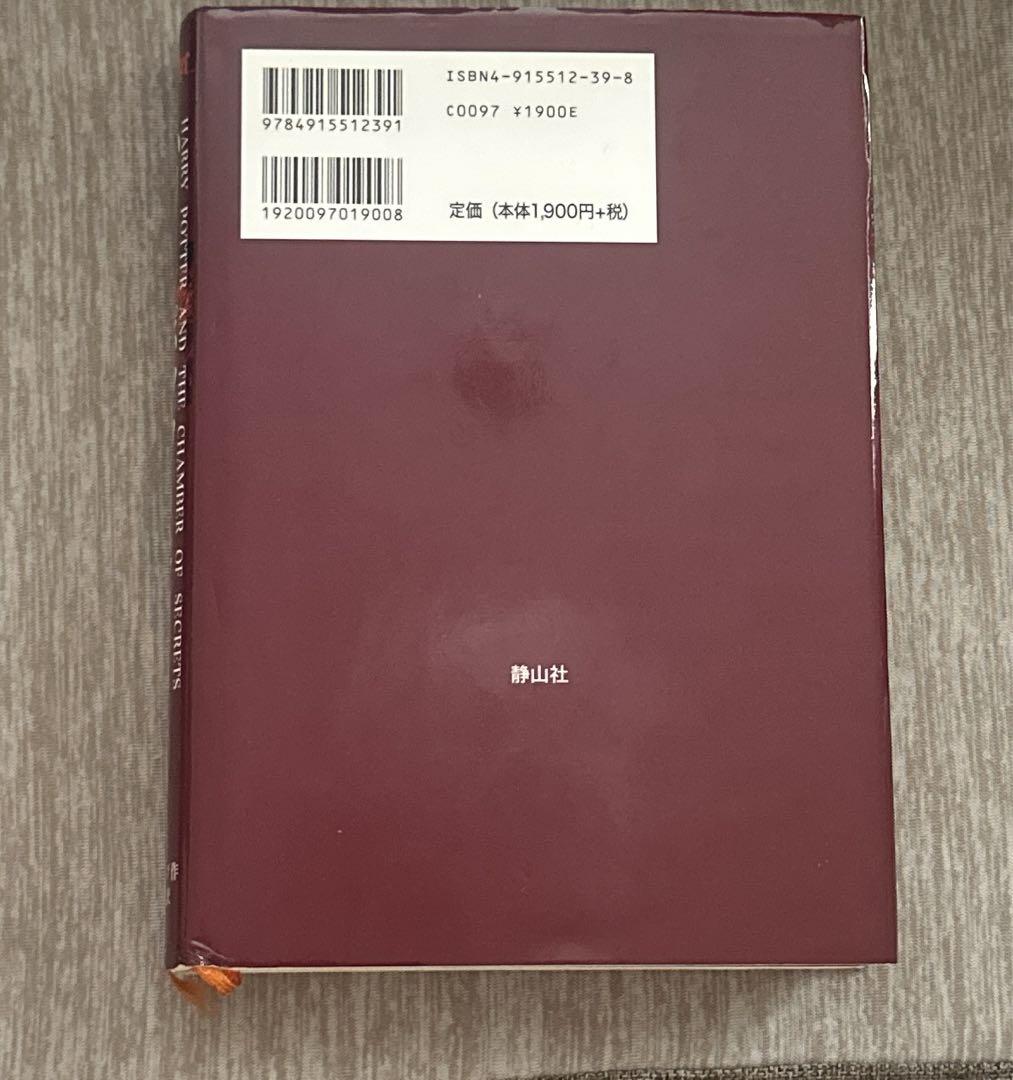 ISBN4-915512-39-8
C0097 ¥1900E
9784915512391
1920097019008
定価（本体1,900円+税）
HARRY POTTER AND THE CHAMBER OF SECRETS
作
静山社